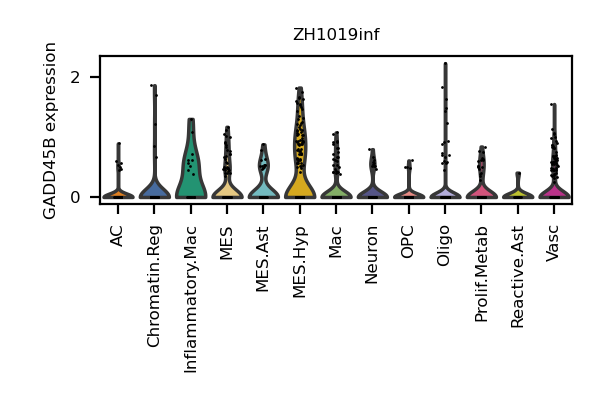 ZH1019inf
GADD45B expression
2
0
AC
Chromatin.Reg
Inflammatory.Mac
MES
MES.Ast
MES.Hyp
Mac
Neuron
OPC
Oligo
Prolif.Metab
Reactive.Ast
Vasc